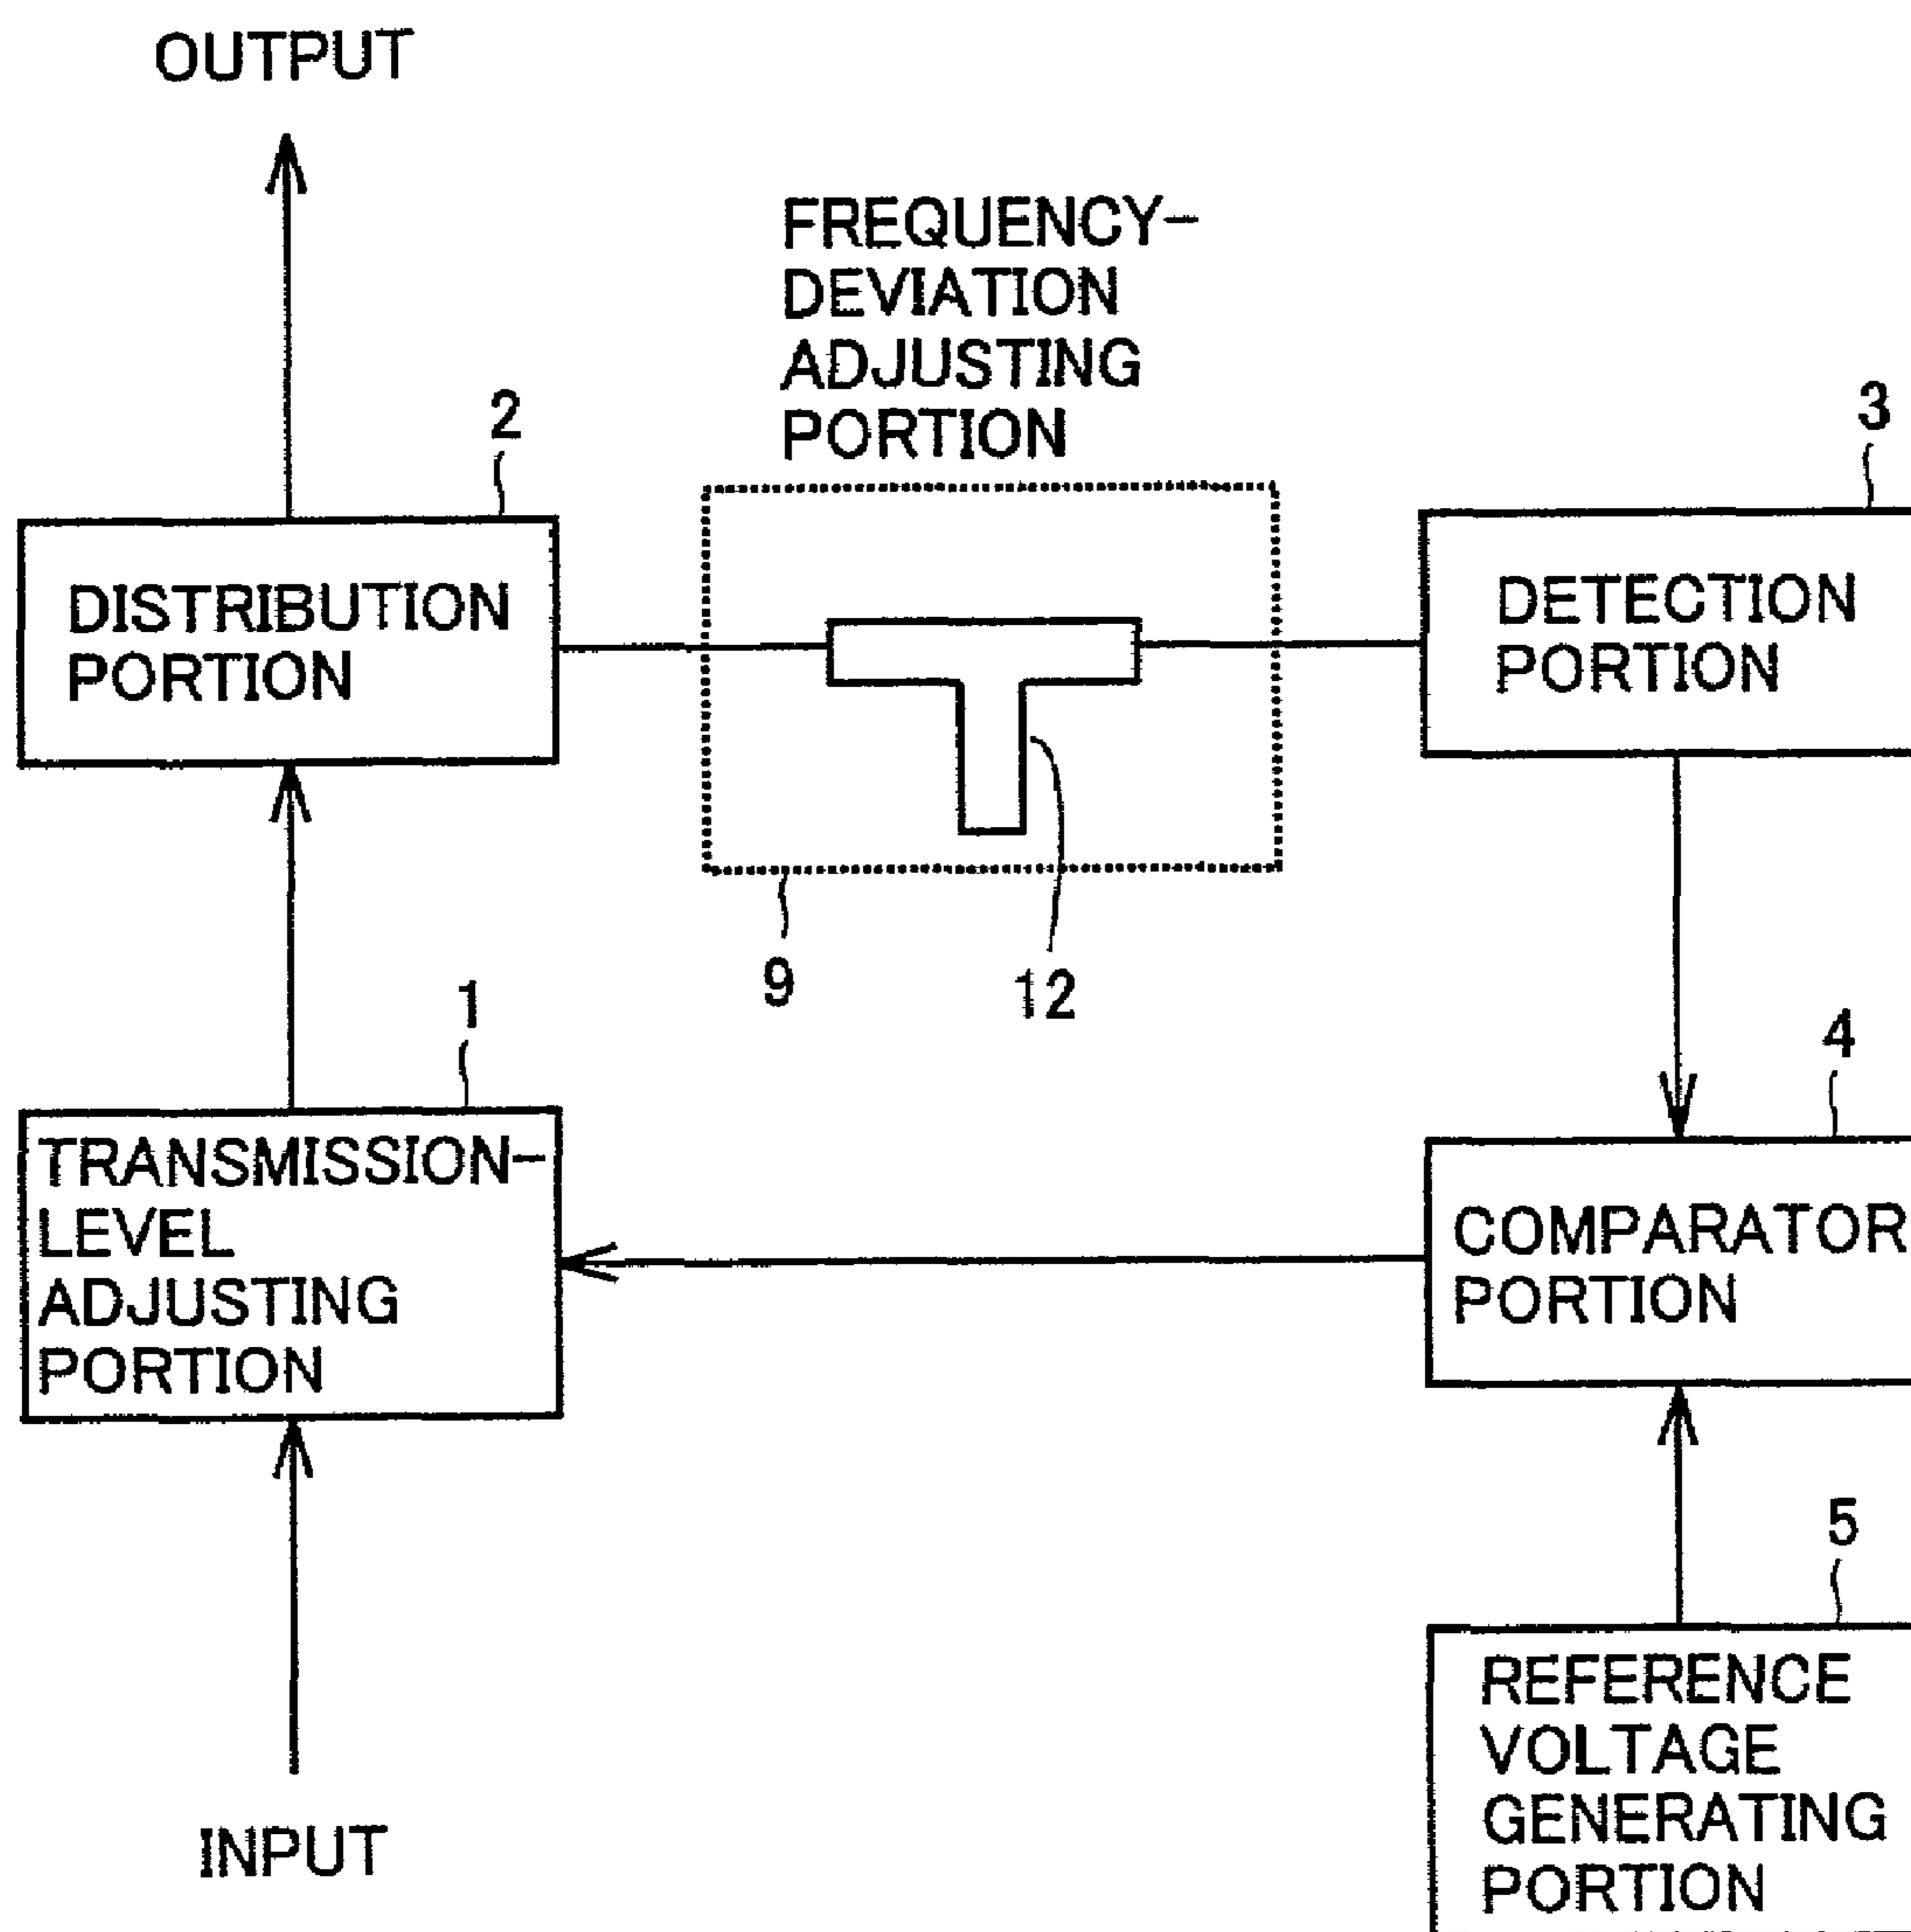 OUTPUT
FREQUENCY-
DEVIATION
ADJUSTING
PORTION
2
3
DISTRIBUTION
PORTION
DETECTION
PORTION
9
12
1
4
TRANSMISSION-
LEVEL
ADJUSTING
PORTION
COMPARATOR
PORTION
5
REFERENCE
VOLTAGE
GENERATING
PORTION
INPUT